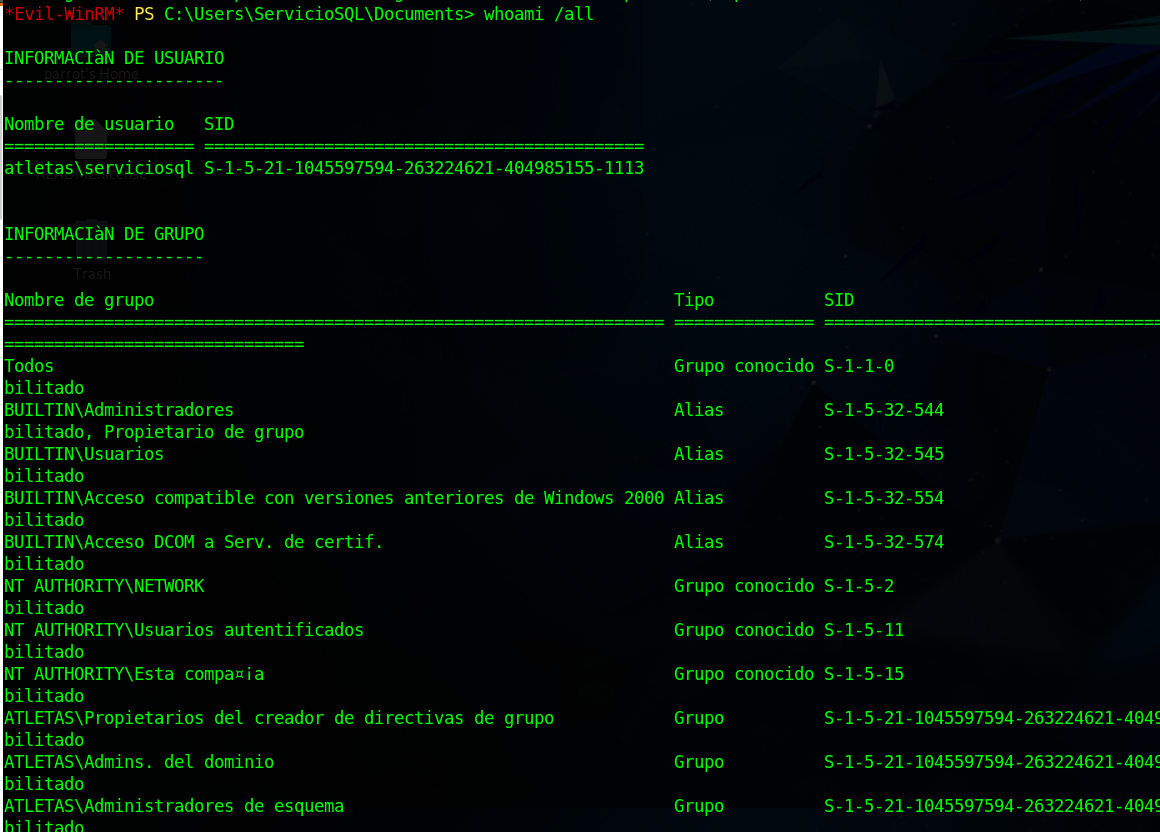 *Evil-WinRM* PS C:\Users\ServicioSQL\Documents> whoami /all
INFORMACIàN DE USUARIO
----------------------
Nombre de usuario   SID
=================== ============================================
atletas\serviciosql S-1-5-21-1045597594-263224621-404985155-1113
INFORMACIàN DE GRUPO
--------------------
Trash
Nombre de grupo                                                    Tipo           SID
================================================================== ============== ==================================
==============================
Todos                                                              Grupo conocido S-1-1-0
bilitado
BUILTIN\Administradores                                            Alias          S-1-5-32-544
bilitado, Propietario de grupo
BUILTIN\Usuarios                                                   Alias          S-1-5-32-545
bilitado
BUILTIN\Acceso compatible con versiones anteriores de Windows 2000 Alias          S-1-5-32-554
bilitado
BUILTIN\Acceso DCOM a Serv. de certif.                             Alias          S-1-5-32-574
bilitado
NT AUTHORITY\NETWORK                                               Grupo conocido S-1-5-2
bilitado
NT AUTHORITY\Usuarios autentificados                               Grupo conocido S-1-5-11
bilitado
NT AUTHORITY\Esta compa¤¡a                                         Grupo conocido S-1-5-15
bilitado
ATLETAS\Propietarios del creador de directivas de grupo            Grupo          S-1-5-21-1045597594-263224621-4049
bilitado
ATLETAS\Admins. del dominio                                        Grupo          S-1-5-21-1045597594-263224621-4049
bilitado
ATLETAS\Administradores de esquema                                 Grupo          S-1-5-21-1045597594-263224621-4049
bilitado